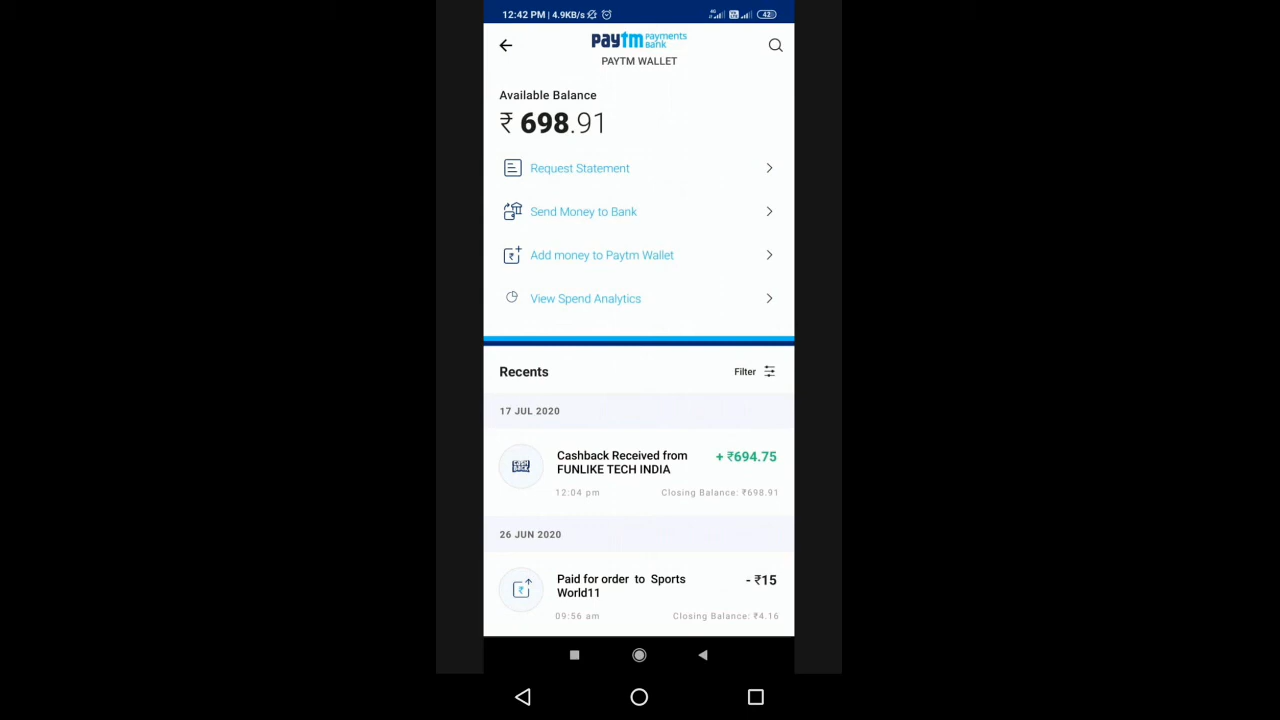 12:42 PM | 4.9KB/s
4G
42
paytm Payments Bank
PAYTM WALLET
Available Balance
₹ 698.91
Request Statement
Send Money to Bank
Add money to Paytm Wallet
View Spend Analytics
Recents
Filter
17 JUL 2020
Cashback Received from
+ ₹694.75
FUNLIKE TECH INDIA
12:04 pm
Closing Balance: ₹698.91
26 JUN 2020
Paid for order to Sports
- ₹15
World11
09:56 am
Closing Balance: ₹4.16